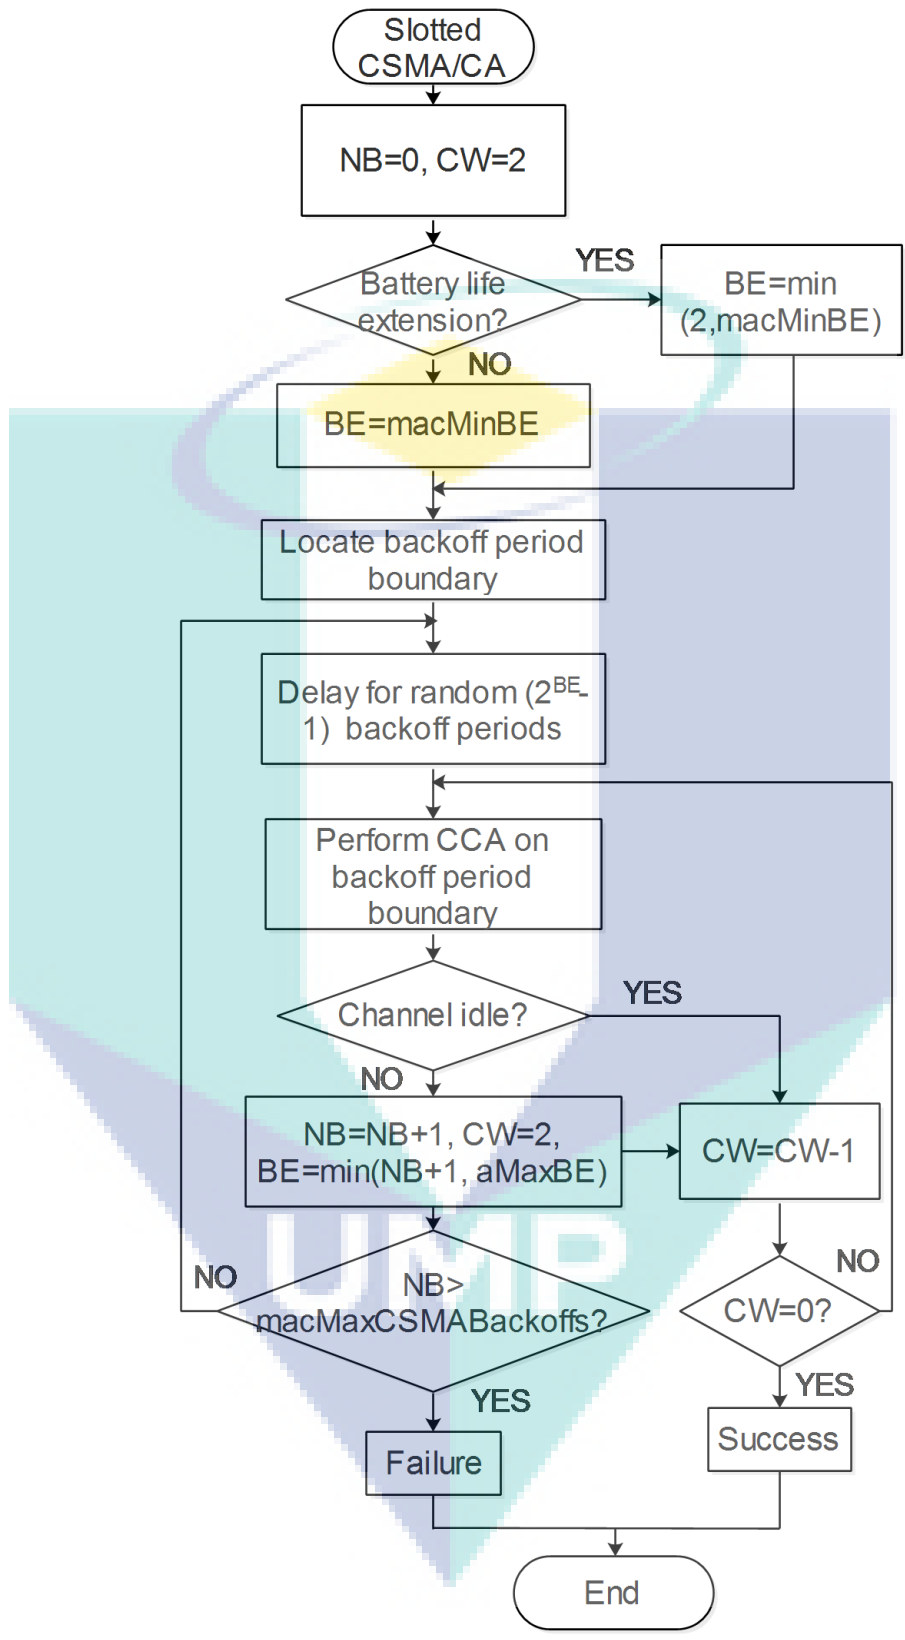 Slotted
CSMA/CA
NB=0, CW=2
Battery life
extension?
YES
BE=min
(2,macMinBE)
NO
BE=macMinBE
Locate backoff period
boundary
Delay for random (2^BE-
1) backoff periods
Perform CCA on
backoff period
boundary
Channel idle?
YES
NO
NB=NB+1, CW=2,
BE=min(NB+1, aMaxBE)
CW=CW-1
UMP
NB>
macMaxCSMABackoffs?
NO
CW=0?
NO
YES
YES
Failure
Success
End